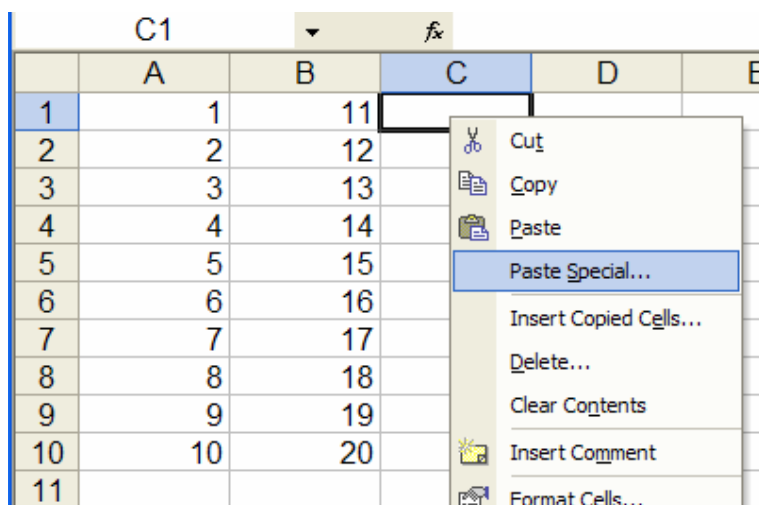 C1 fx
A B C D E
1 1 11
2 2 12
3 3 13
4 4 14
5 5 15
6 6 16
7 7 17
8 8 18
9 9 19
10 10 20
11
Cut
Copy
Paste
Paste Special...
Insert Copied Cells...
Delete...
Clear Contents
Insert Comment
Format Cells...